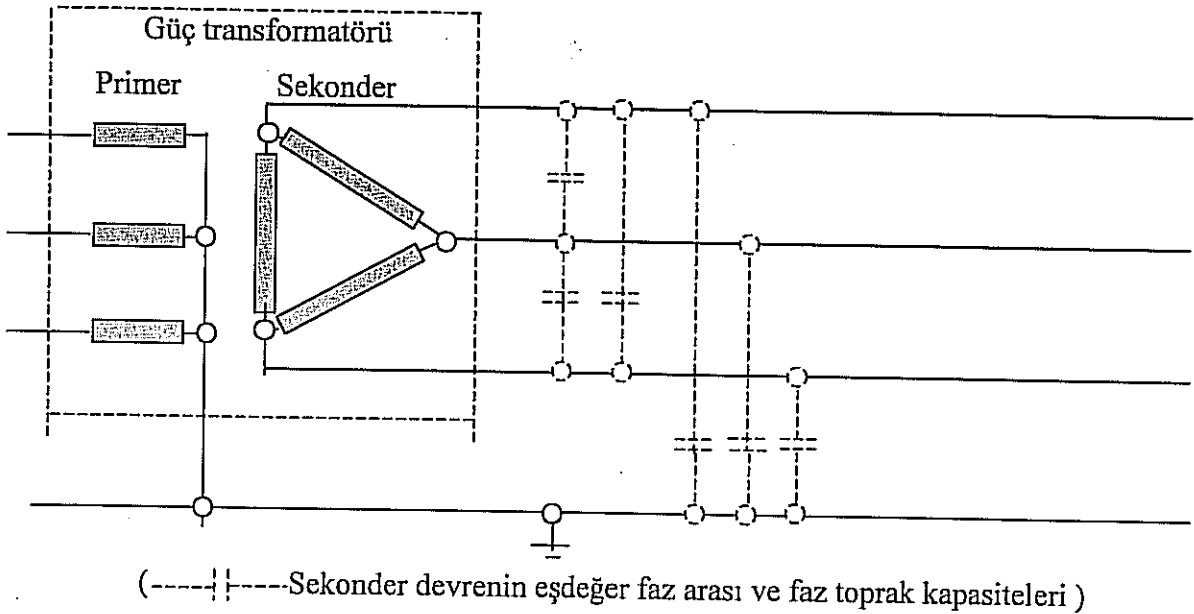 Güç transformatörü
Primer
Sekonder
(-----┤├-----Sekonder devrenin eşdeğer faz arası ve faz toprak kapasiteleri )